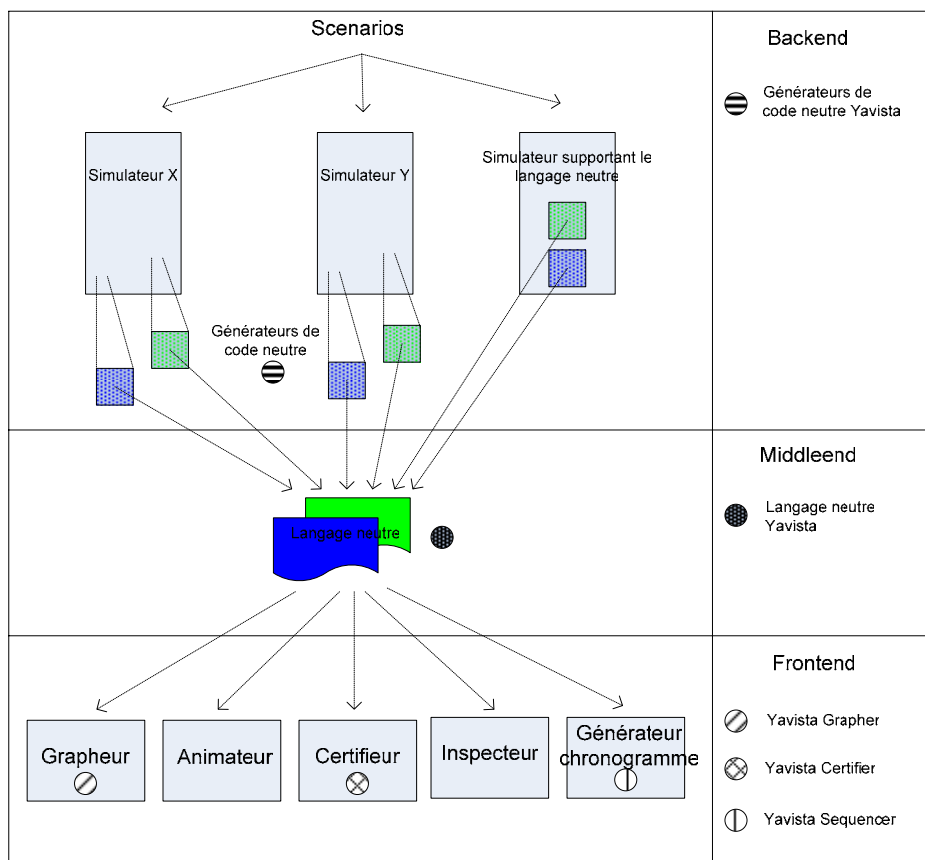 Scenarios
Backend
Générateurs de
code neutre Yavista
Simulateur X
Simulateur Y
Simulateur supportant le
langage neutre
Générateurs de
code neutre
Middleend
Langage neutre
Yavista
Langage neutre
Frontend
Grapheur
Animateur
Certifieur
Inspecteur
Générateur
chronogramme
Yavista Grapher
Yavista Certifier
Yavista Sequencer